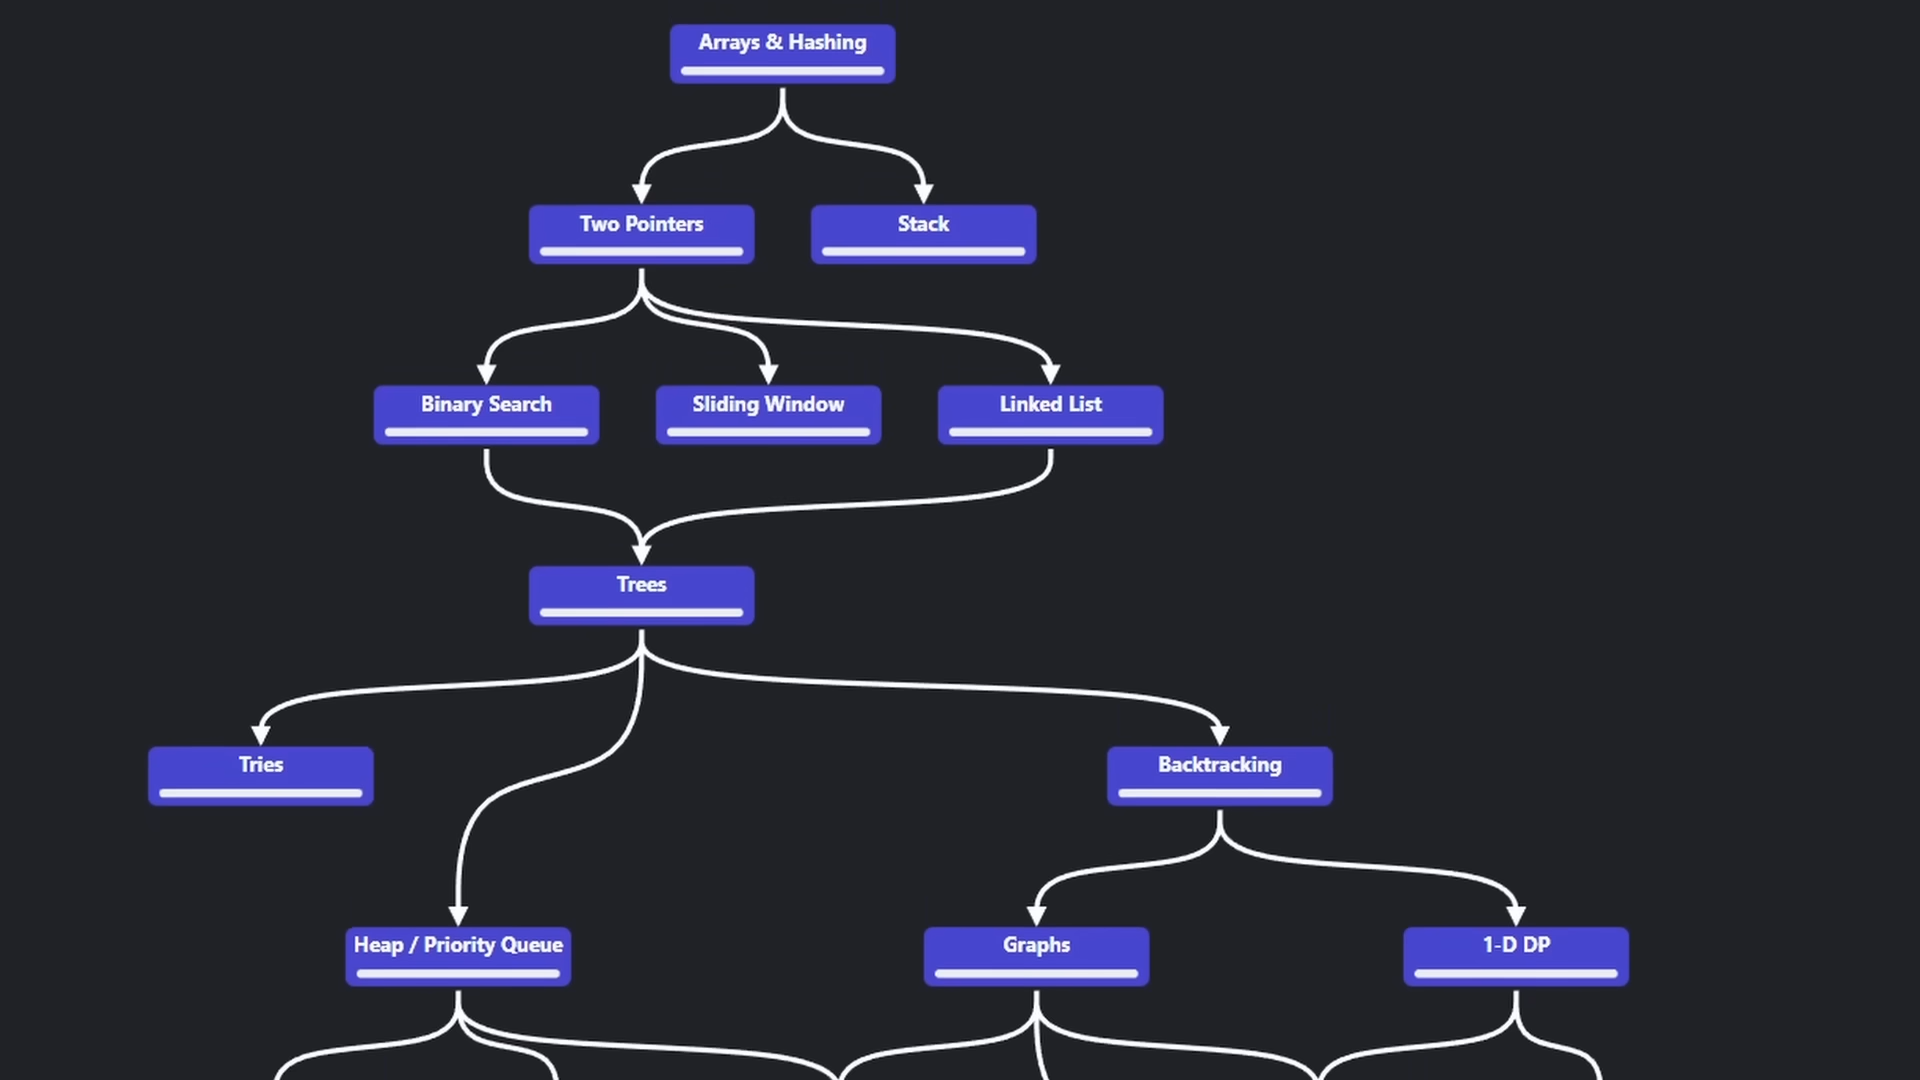 Arrays & Hashing
Two Pointers
Stack
Binary Search
Sliding Window
Linked List
Trees
Tries
Backtracking
Heap / Priority Queue
Graphs
1-D DP